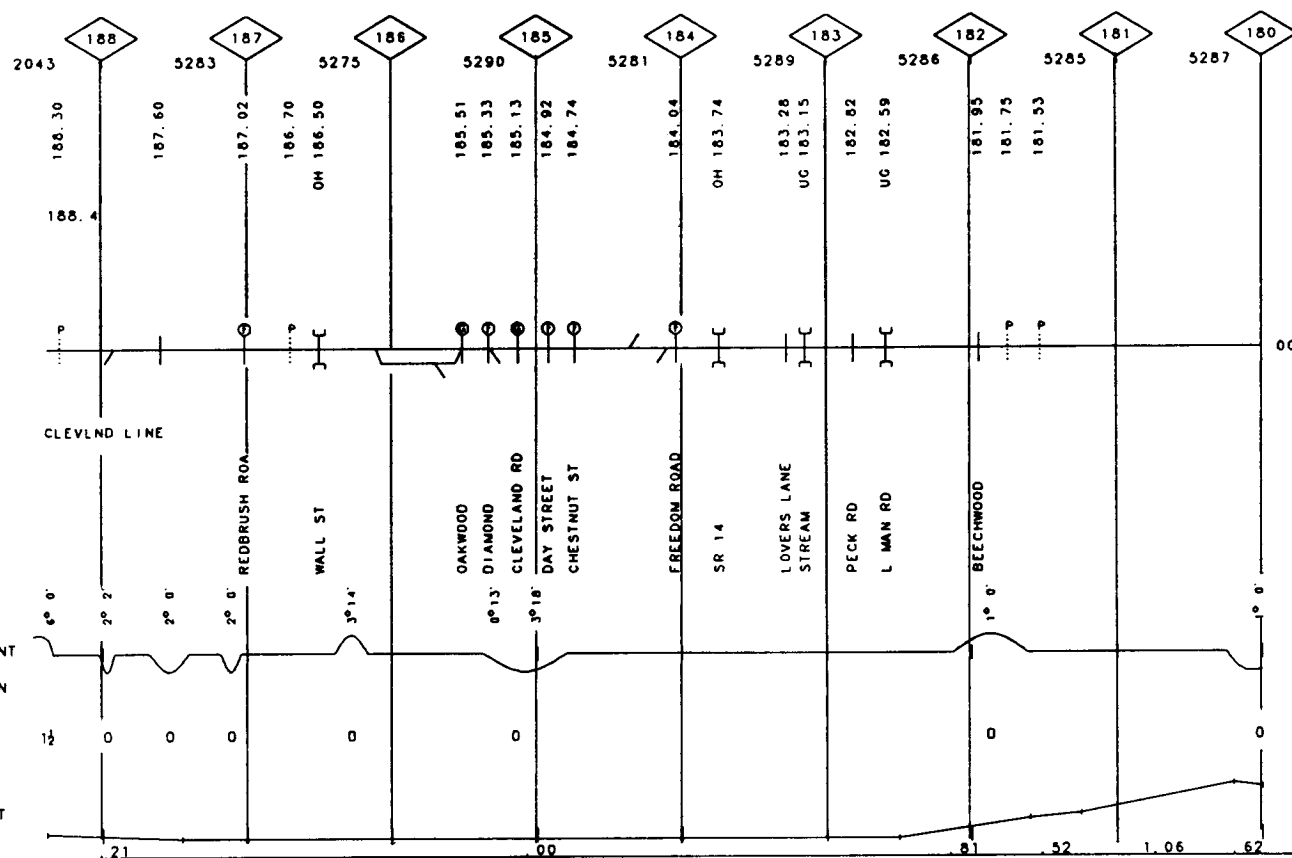 188 187 186 185 184 183 182 181 180
2043 5283 5275 5290 5281 5289 5286 5285 5287
188.30
187.60
187.02
186.70
OH 186.50
185.51
185.33
185.13
184.92
184.74
184.04
OH 183.74
183.28
UG 183.15
182.82
UG 182.59
181.95
181.75
181.53
188.4
P P P P
CLEVLND LINE
REDBRUSH ROA
WALL ST
OAKWOOD
DIAMOND
CLEVELAND RD
DAY STREET
CHESTNUT ST
FREEDOM ROAD
SR 14
LOVERS LANE
STREAM
PECK RD
L MAN RD
BEECHWOOD
6° 0'
2° 2'
2° 0'
2° 0'
3°14'
0°13'
3°18'
1° 0'
1° 0'
NT
N
1½ 0 0 0 0 0 0 0
T
.21 .00 .81 .52 1.06 .62